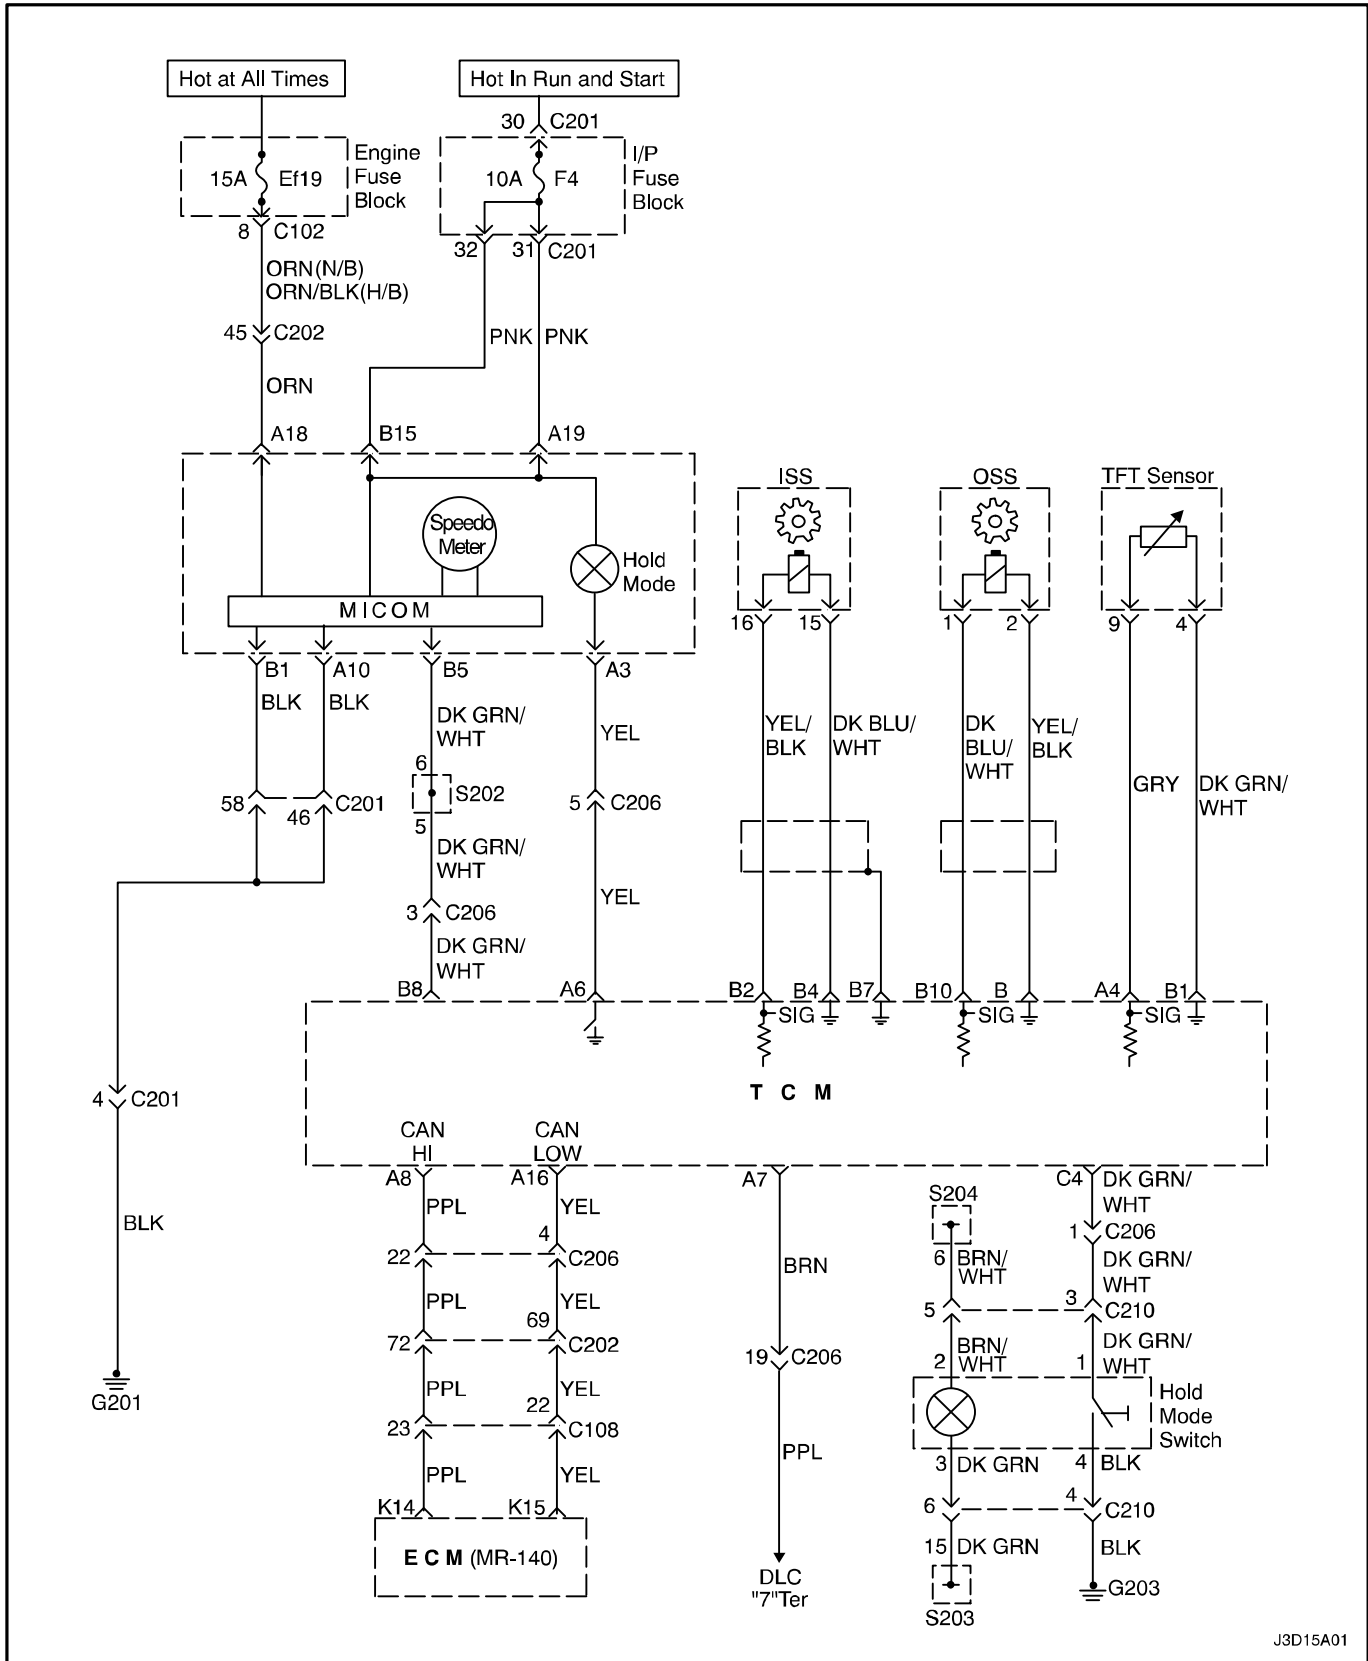 Hot at All Times
Hot In Run and Start
30 C201
15A Ef19
Engine
Fuse
Block
10A F4
I/P
Fuse
Block
8 C102
32 31 C201
ORN(N/B)
ORN/BLK(H/B)
45 C202
PNK PNK
ORN
A18 B15 A19
ISS OSS TFT Sensor
Speedo
Meter
Hold
Mode
MICOM
16 15 1 2 9 4
B1 A10 B5 A3
BLK BLK
DK GRN/
WHT
YEL
YEL/
BLK
DK BLU/
WHT
DK
BLU/
WHT
YEL/
BLK
GRY
DK GRN/
WHT
6
S202
5
58 46 C201
5 C206
DK GRN/
WHT
YEL
3 C206
DK GRN/
WHT
B8 A6 B2 B4 B7 B10 B A4 B1
SIG SIG SIG
T C M
4 C201
CAN
HI
CAN
LOW
A8 A16 A7 C4
DK GRN/
WHT
PPL YEL
S204
BLK
4
1 C206
22 C206
6 BRN/
WHT
DK GRN/
WHT
BRN
PPL YEL
5 3 C210
69
72 C202
19 C206
2 BRN/
WHT
1 DK GRN/
WHT
PPL YEL
G201
22
23 C108
Hold
Mode
Switch
PPL
PPL YEL
3 DK GRN 4 BLK
K14 K15
6 4 C210
E C M (MR-140)
15 DK GRN BLK
DLC
"7"Ter
G203
S203
J3D15A01